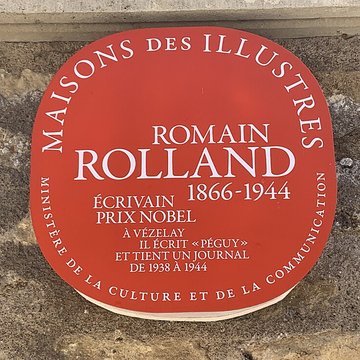 MAISONS DES ILLUSTRES
ROMAIN
ROLLAND
1866-1944
ÉCRIVAIN
PRIX NOBEL
À VÉZELAY
IL ÉCRIT «PÉGUY»
ET TIENT UN JOURNAL
DE 1938 À 1944
MINISTÈRE DE LA CULTURE ET DE LA COMMUNICATION